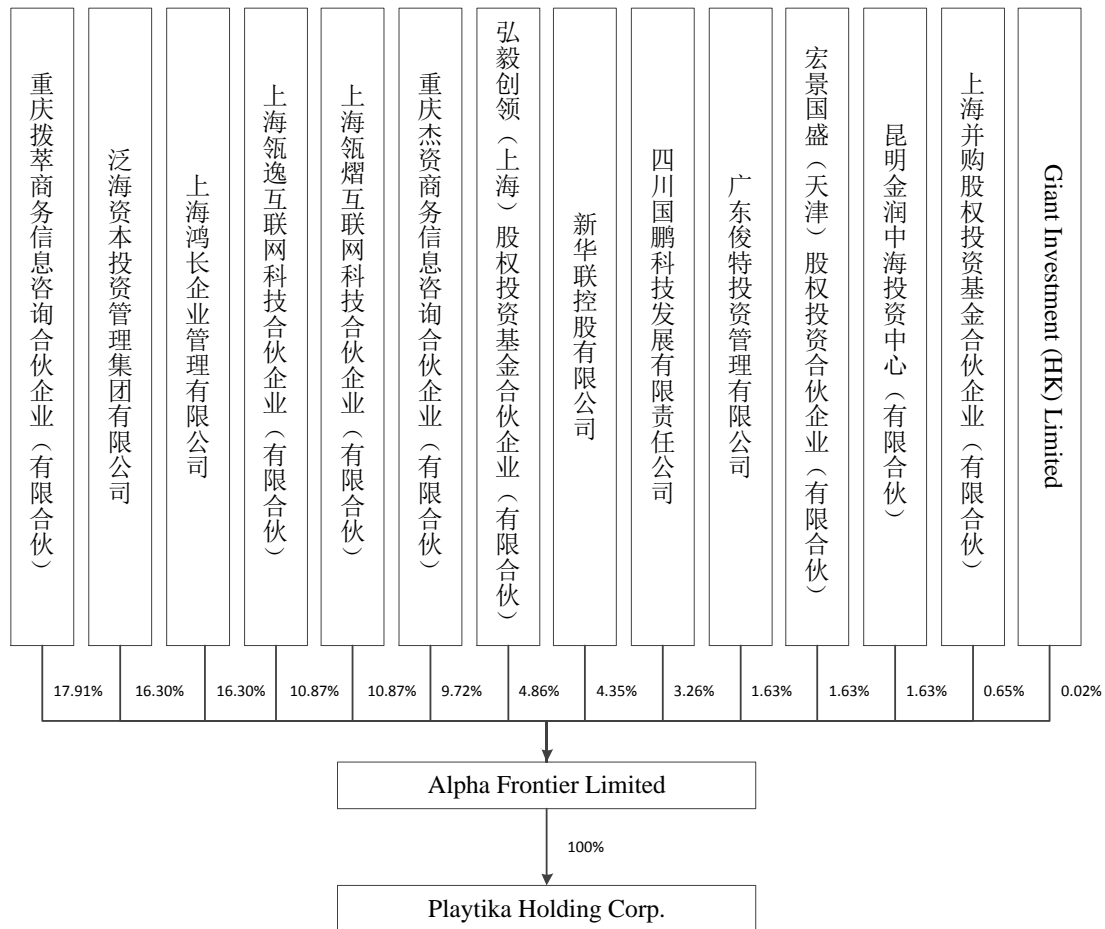 重庆拨萃商务信息咨询合伙企业（有限合伙）
泛海资本投资管理集团有限公司
上海鸿长企业管理有限公司
上海瓴逸互联网科技合伙企业（有限合伙）
上海瓴熠互联网科技合伙企业（有限合伙）
重庆杰资商务信息咨询合伙企业（有限合伙）
弘毅创领（上海）股权投资基金合伙企业（有限合伙）
新华联控股有限公司
四川国鹏科技发展有限责任公司
广东俊特投资管理有限公司
宏景国盛（天津）股权投资合伙企业（有限合伙）
昆明金润中海投资中心（有限合伙）
上海并购股权投资基金合伙企业（有限合伙）
Giant Investment (HK) Limited
17.91%
16.30%
16.30%
10.87%
10.87%
9.72%
4.86%
4.35%
3.26%
1.63%
1.63%
1.63%
0.65%
0.02%
Alpha Frontier Limited
100%
Playtika Holding Corp.